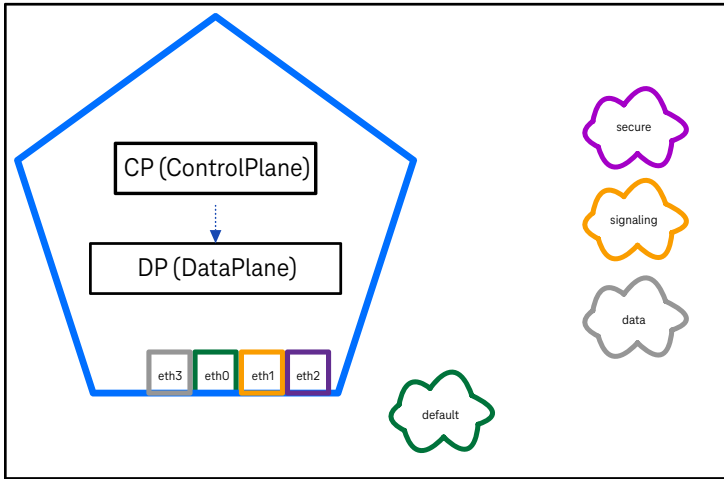 CP (ControlPlane)
DP (DataPlane)
eth3
eth0
eth1
eth2
secure
signaling
data
default